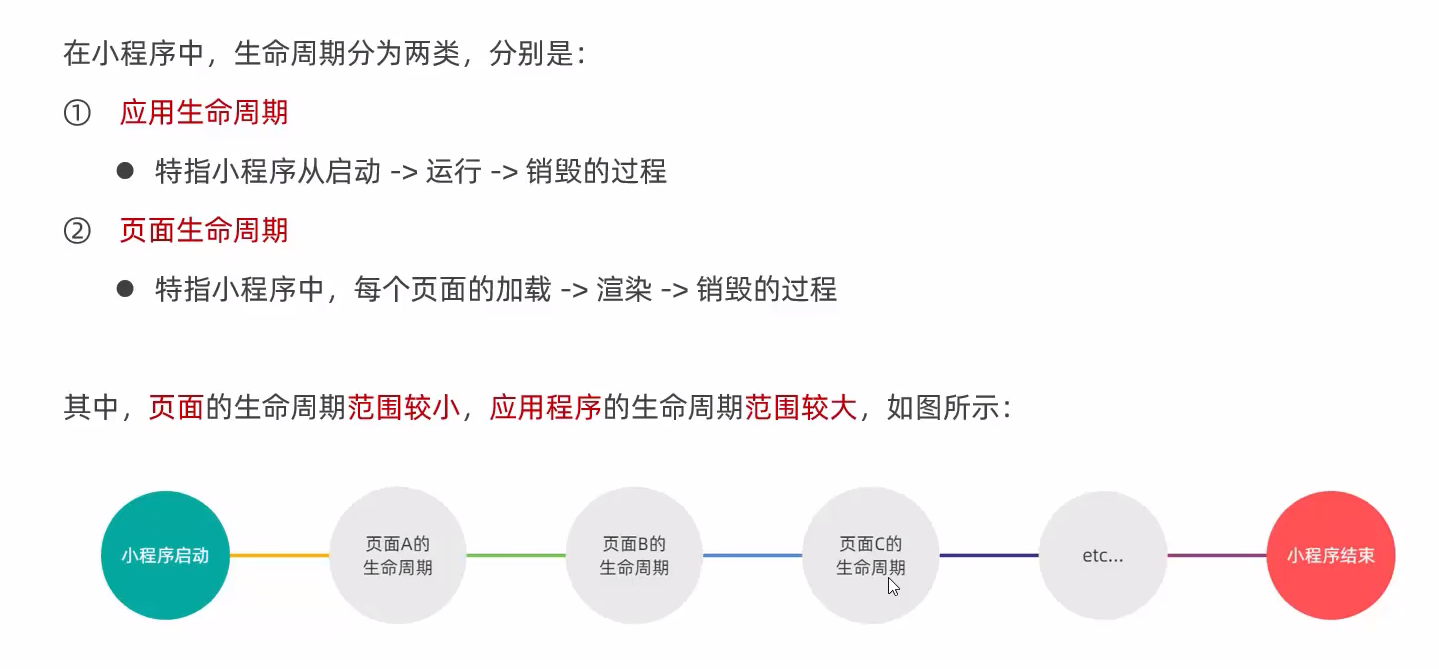 在小程序中，生命周期分为两类，分别是：
① 应用生命周期
● 特指小程序从启动 -> 运行 -> 销毁的过程
② 页面生命周期
● 特指小程序中，每个页面的加载 -> 渲染 -> 销毁的过程
其中，页面的生命周期范围较小，应用程序的生命周期范围较大，如图所示：
小程序启动
页面A的
生命周期
页面B的
生命周期
页面C的
生命周期
etc...
小程序结束